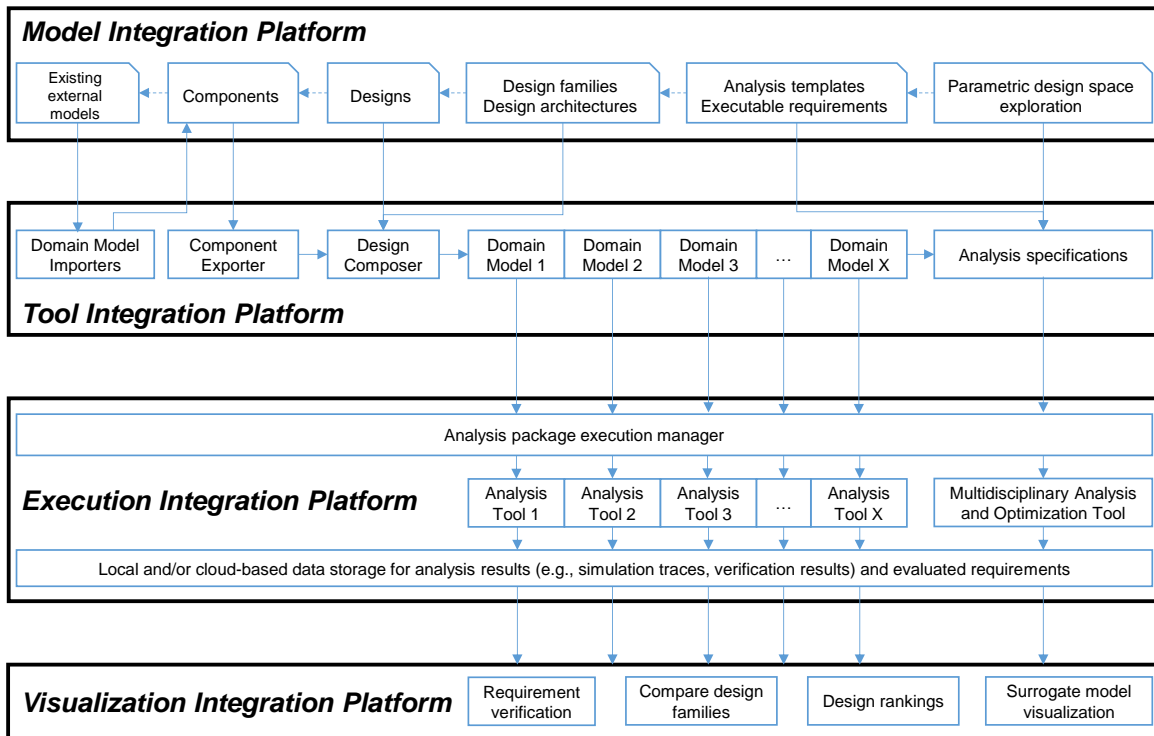 Model Integration Platform
Existing
external
models
Components
Designs
Design families
Design architectures
Analysis templates
Executable requirements
Parametric design space
exploration
Domain Model
Importers
Component
Exporter
Design
Composer
Domain
Model 1
Domain
Model 2
Domain
Model 3
...
Domain
Model X
Analysis specifications
Tool Integration Platform
Analysis package execution manager
Execution Integration Platform
Analysis
Tool 1
Analysis
Tool 2
Analysis
Tool 3
...
Analysis
Tool X
Multidisciplinary Analysis
and Optimization Tool
Local and/or cloud-based data storage for analysis results (e.g., simulation traces, verification results) and evaluated requirements
Visualization Integration Platform
Requirement
verification
Compare design
families
Design rankings
Surrogate model
visualization